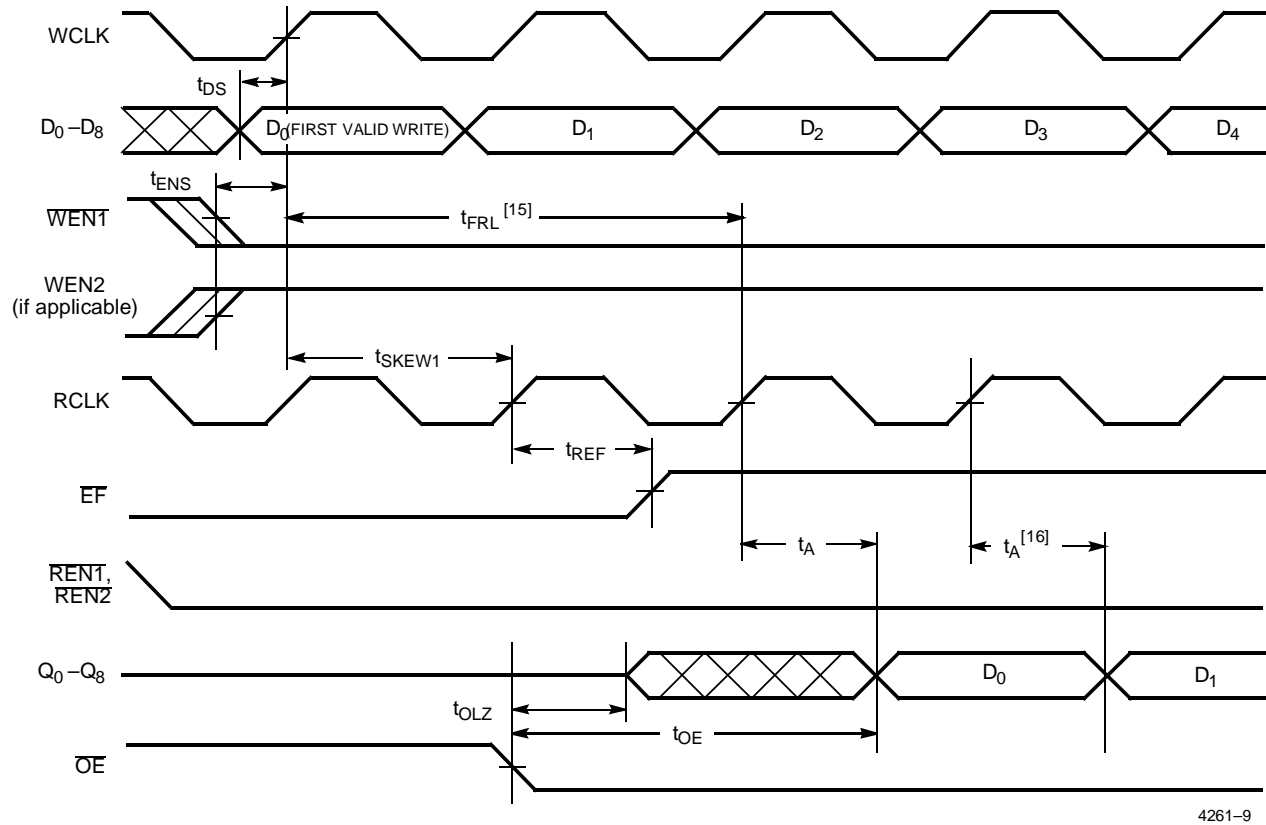 WCLK
tDS
D0–D8
D0(FIRST VALID WRITE)
D1
D2
D3
D4
tENS
WEN1
tFRL [15]
WEN2
(if applicable)
tSKEW1
RCLK
tREF
EF
tA
tA[16]
REN1,
REN2
Q0–Q8
D0
D1
tOLZ
tOE
OE
4261–9